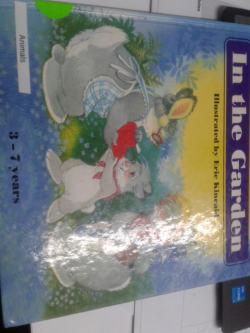 In the Garden
Illustrated by Eric Kincaid
Animals
3 - 7 years